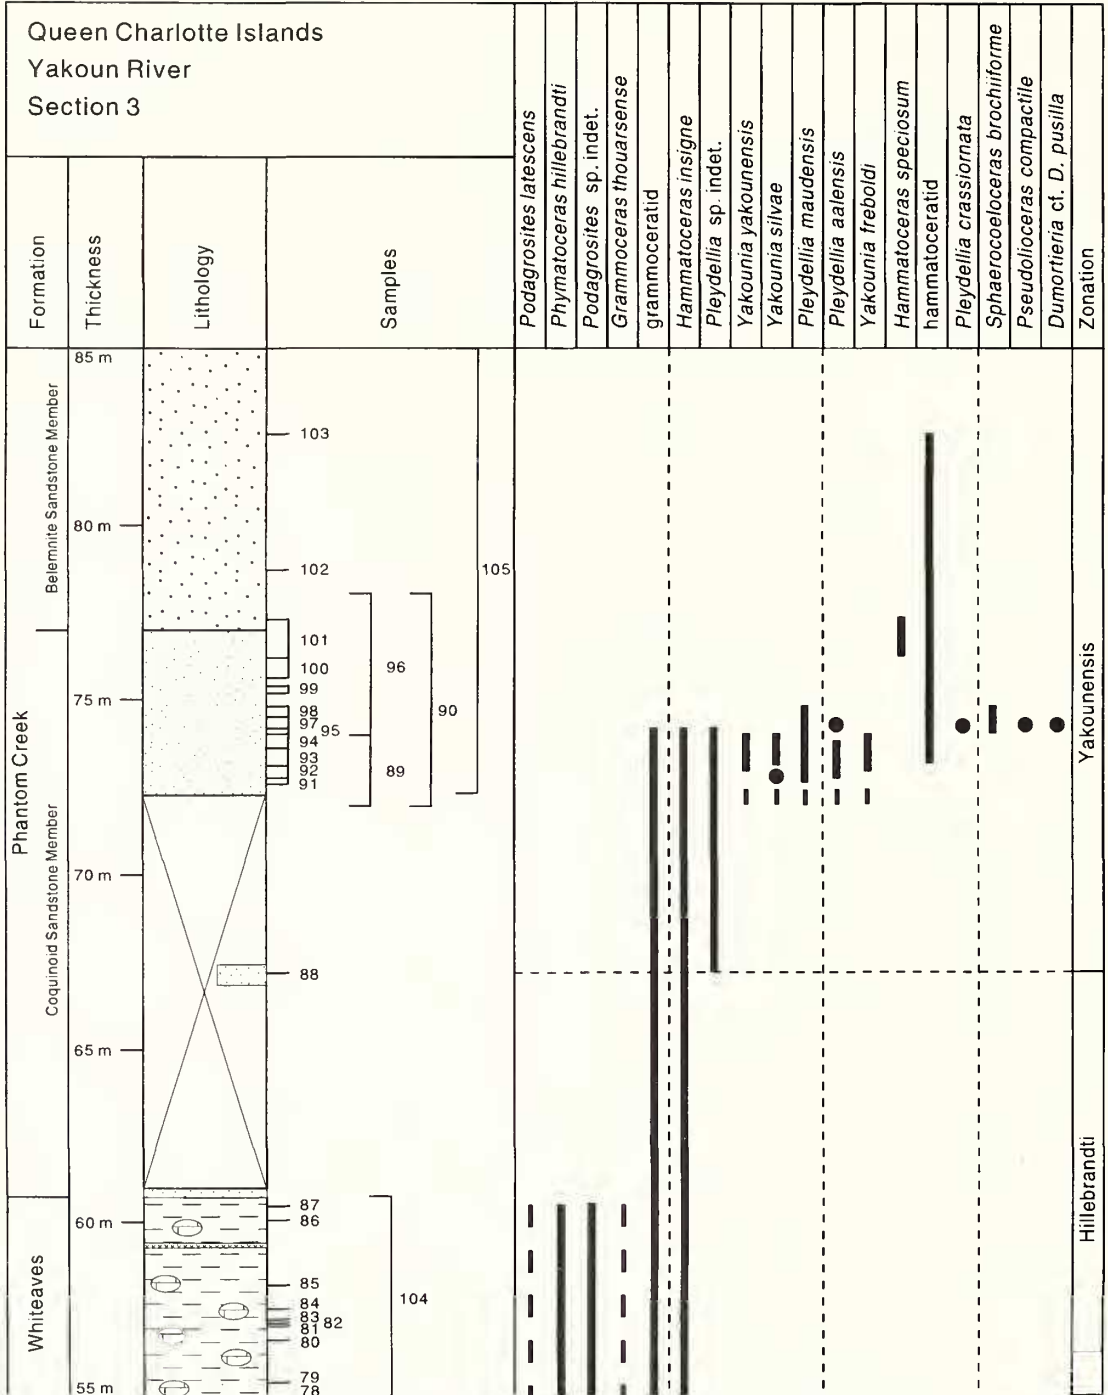 Queen Charlotte Islands
Yakoun River
Section 3
Formation
Thickness
Lithology
Samples
Podagrosites latescens
Phymatoceras hillebrandti
Podagrosites sp. indet.
Grammoceras thouarsense
grammoceratid
Hammatoceras insigne
Pleydellia sp. indet.
Yakounia yakounensis
Yakounia silvae
Pleydellia maudensis
Pleydellia aalensis
Yakounia freboldi
Hammatoceras speciosum
hammatoceratid
Pleydellia crassiornata
Sphaerocoeloceras brochiiforme
Pseudolioceras compactile
Dumortieria cf. D. pusilla
Zonation
Phantom Creek
Belemnite Sandstone Member
Coquinoid Sandstone Member
Whiteaves
85 m
80 m
75 m
70 m
65 m
60 m
55 m
103
102
105
101
100
96
99
98
97
95
90
94
93
92
89
91
88
87
86
85
84
83
82
81
80
79
78
104
Yakounensis
Hillebrandti